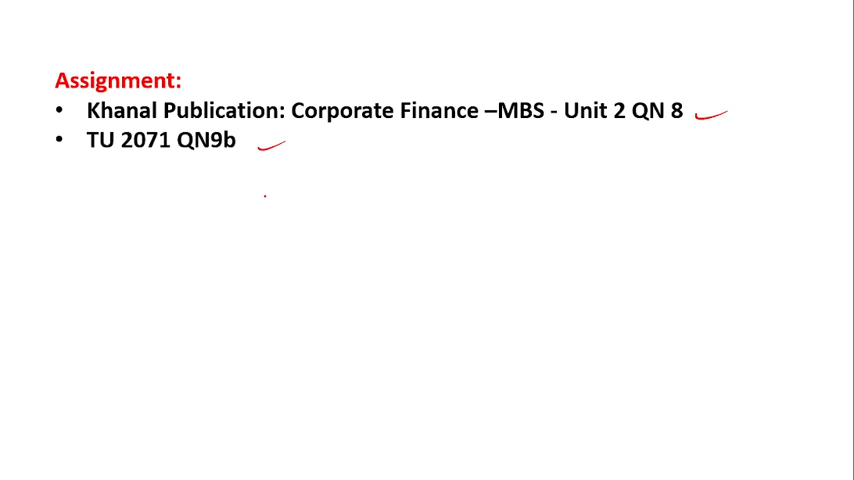 Assignment:
• Khanal Publication: Corporate Finance –MBS - Unit 2 QN 8
• TU 2071 QN9b